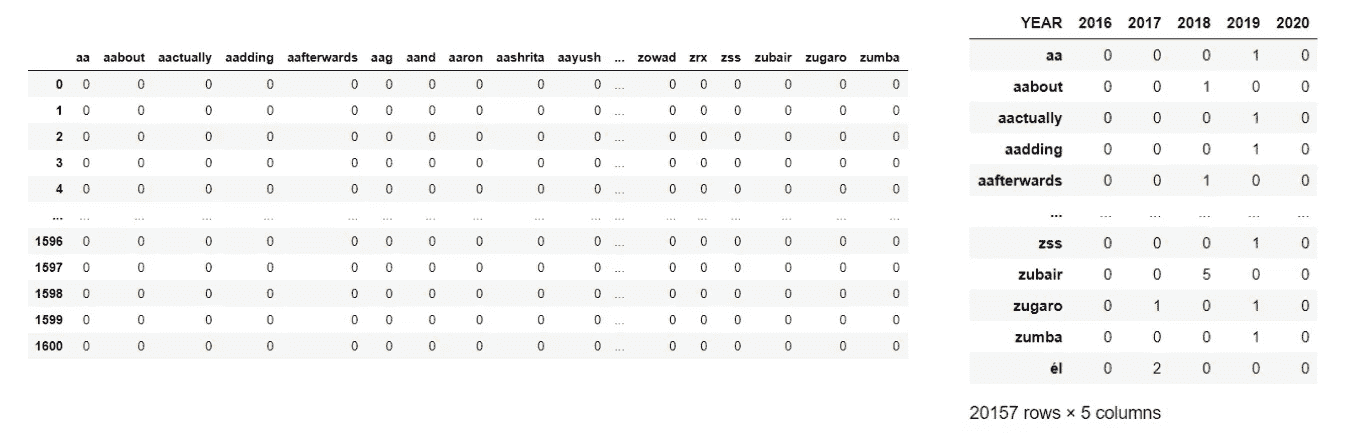 aa aabout aactually aadding aafterwards aag aand aaron aashrita aayush ... zowad zrx zss zubair zugaro zumba
0 0 0 0 0 0 0 0 0 0 0 ... 0 0 0 0 0 0
1 0 0 0 0 0 0 0 0 0 0 ... 0 0 0 0 0 0
2 0 0 0 0 0 0 0 0 0 0 ... 0 0 0 0 0 0
3 0 0 0 0 0 0 0 0 0 0 ... 0 0 0 0 0 0
4 0 0 0 0 0 0 0 0 0 0 ... 0 0 0 0 0 0
... ... ... ... ... ... ... ... ... ... ... ... ... ... ... ... ... ...
1596 0 0 0 0 0 0 0 0 0 0 ... 0 0 0 0 0 0
1597 0 0 0 0 0 0 0 0 0 0 ... 0 0 0 0 0 0
1598 0 0 0 0 0 0 0 0 0 0 ... 0 0 0 0 0 0
1599 0 0 0 0 0 0 0 0 0 0 ... 0 0 0 0 0 0
1600 0 0 0 0 0 0 0 0 0 0 ... 0 0 0 0 0 0
YEAR 2016 2017 2018 2019 2020
aa 0 0 0 1 0
aabout 0 0 1 0 0
aactually 0 0 0 1 0
aadding 0 0 0 1 0
aafterwards 0 0 1 0 0
... ... ... ... ... ...
zss 0 0 0 1 0
zubair 0 0 5 0 0
zugaro 0 1 0 1 0
zumba 0 0 0 1 0
él 0 2 0 0 0
20157 rows × 5 columns